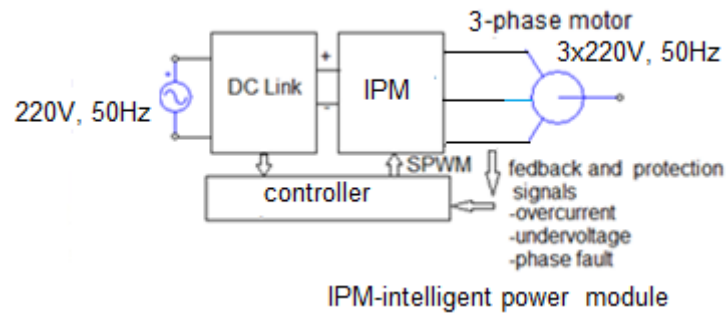 3-phase motor
3x220V, 50Hz
DC Link
+
IPM
-
+
220V, 50Hz
SPWM
controller
fedback and protection
signals
-overcurrent
-undervoltage
-phase fault
IPM-intelligent power module